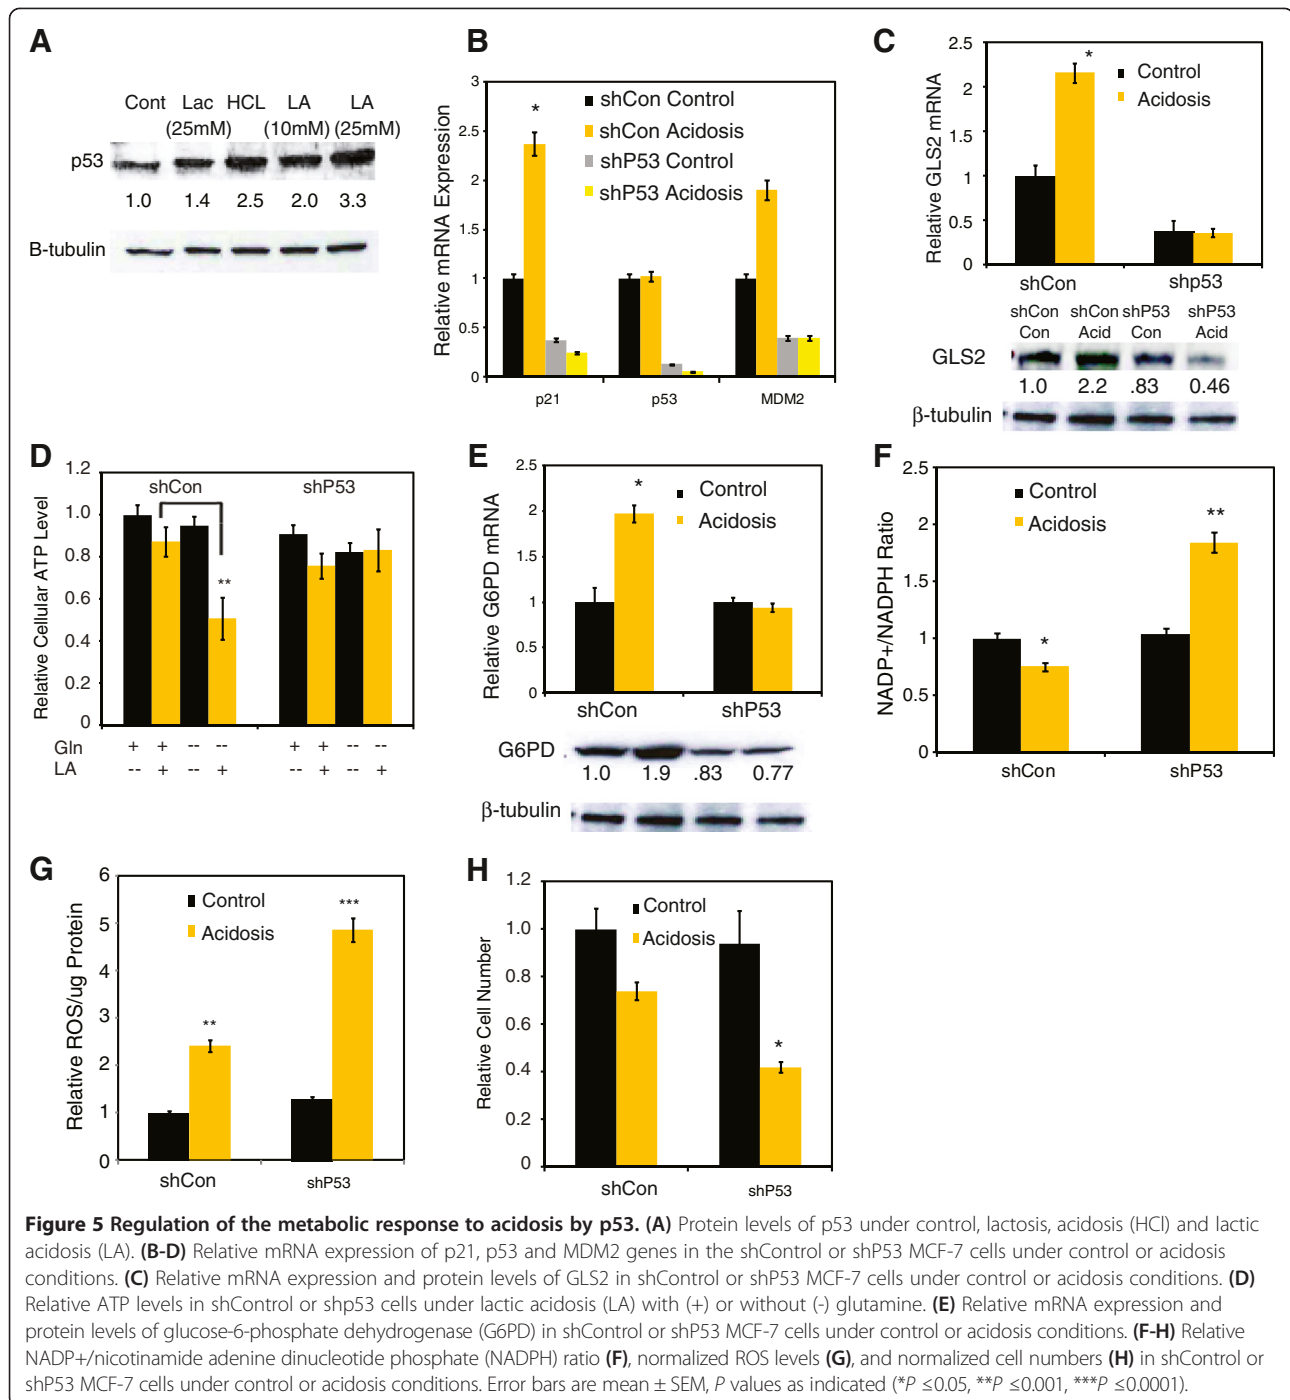 A
Cont Lac HCL LA LA
(25mM) (10mM) (25mM)
p53
1.0 1.4 2.5 2.0 3.3
B-tubulin
B
Relative mRNA Expression
3
2.5
2
1.5
1
0.5
0
*
shCon Control
shCon Acidosis
shP53 Control
shP53 Acidosis
p21 p53 MDM2
C
Relative GLS2 mRNA
2.5
2
1.5
1
0.5
0
*
Control
Acidosis
shCon shp53
shCon shCon shP53 shP53
Con Acid Con Acid
GLS2
1.0 2.2 .83 0.46
β-tubulin
D
Relative Cellular ATP Level
1.2
1.0
0.8
0.6
0.4
0.2
0
shCon shP53
**
Gln + + -- -- + + -- --
LA -- + -- + -- + -- +
E
Relative G6PD mRNA
2.5
2
1.5
1
0.5
0
*
Control
Acidosis
shCon shP53
G6PD
1.0 1.9 .83 0.77
β-tubulin
F
NADP+/NADPH Ratio
2.5
2
1.5
1
0.5
0
Control
Acidosis
*
**
shCon shP53
G
Relative ROS/ug Protein
6
5
4
3
2
1
0
Control
Acidosis
**
***
shCon shP53
H
Relative Cell Number
1.2
1.0
0.8
0.6
0.4
0.2
0
Control
Acidosis
*
shCon shP53
Figure 5 Regulation of the metabolic response to acidosis by p53. (A) Protein levels of p53 under control, lactosis, acidosis (HCl) and lactic
acidosis (LA). (B-D) Relative mRNA expression of p21, p53 and MDM2 genes in the shControl or shP53 MCF-7 cells under control or acidosis
conditions. (C) Relative mRNA expression and protein levels of GLS2 in shControl or shP53 MCF-7 cells under control or acidosis conditions. (D)
Relative ATP levels in shControl or shp53 cells under lactic acidosis (LA) with (+) or without (-) glutamine. (E) Relative mRNA expression and
protein levels of glucose-6-phosphate dehydrogenase (G6PD) in shControl or shP53 MCF-7 cells under control or acidosis conditions. (F-H) Relative
NADP+/nicotinamide adenine dinucleotide phosphate (NADPH) ratio (F), normalized ROS levels (G), and normalized cell numbers (H) in shControl or
shP53 MCF-7 cells under control or acidosis conditions. Error bars are mean ± SEM, P values as indicated (*P ≤0.05, **P ≤0.001, ***P ≤0.0001).